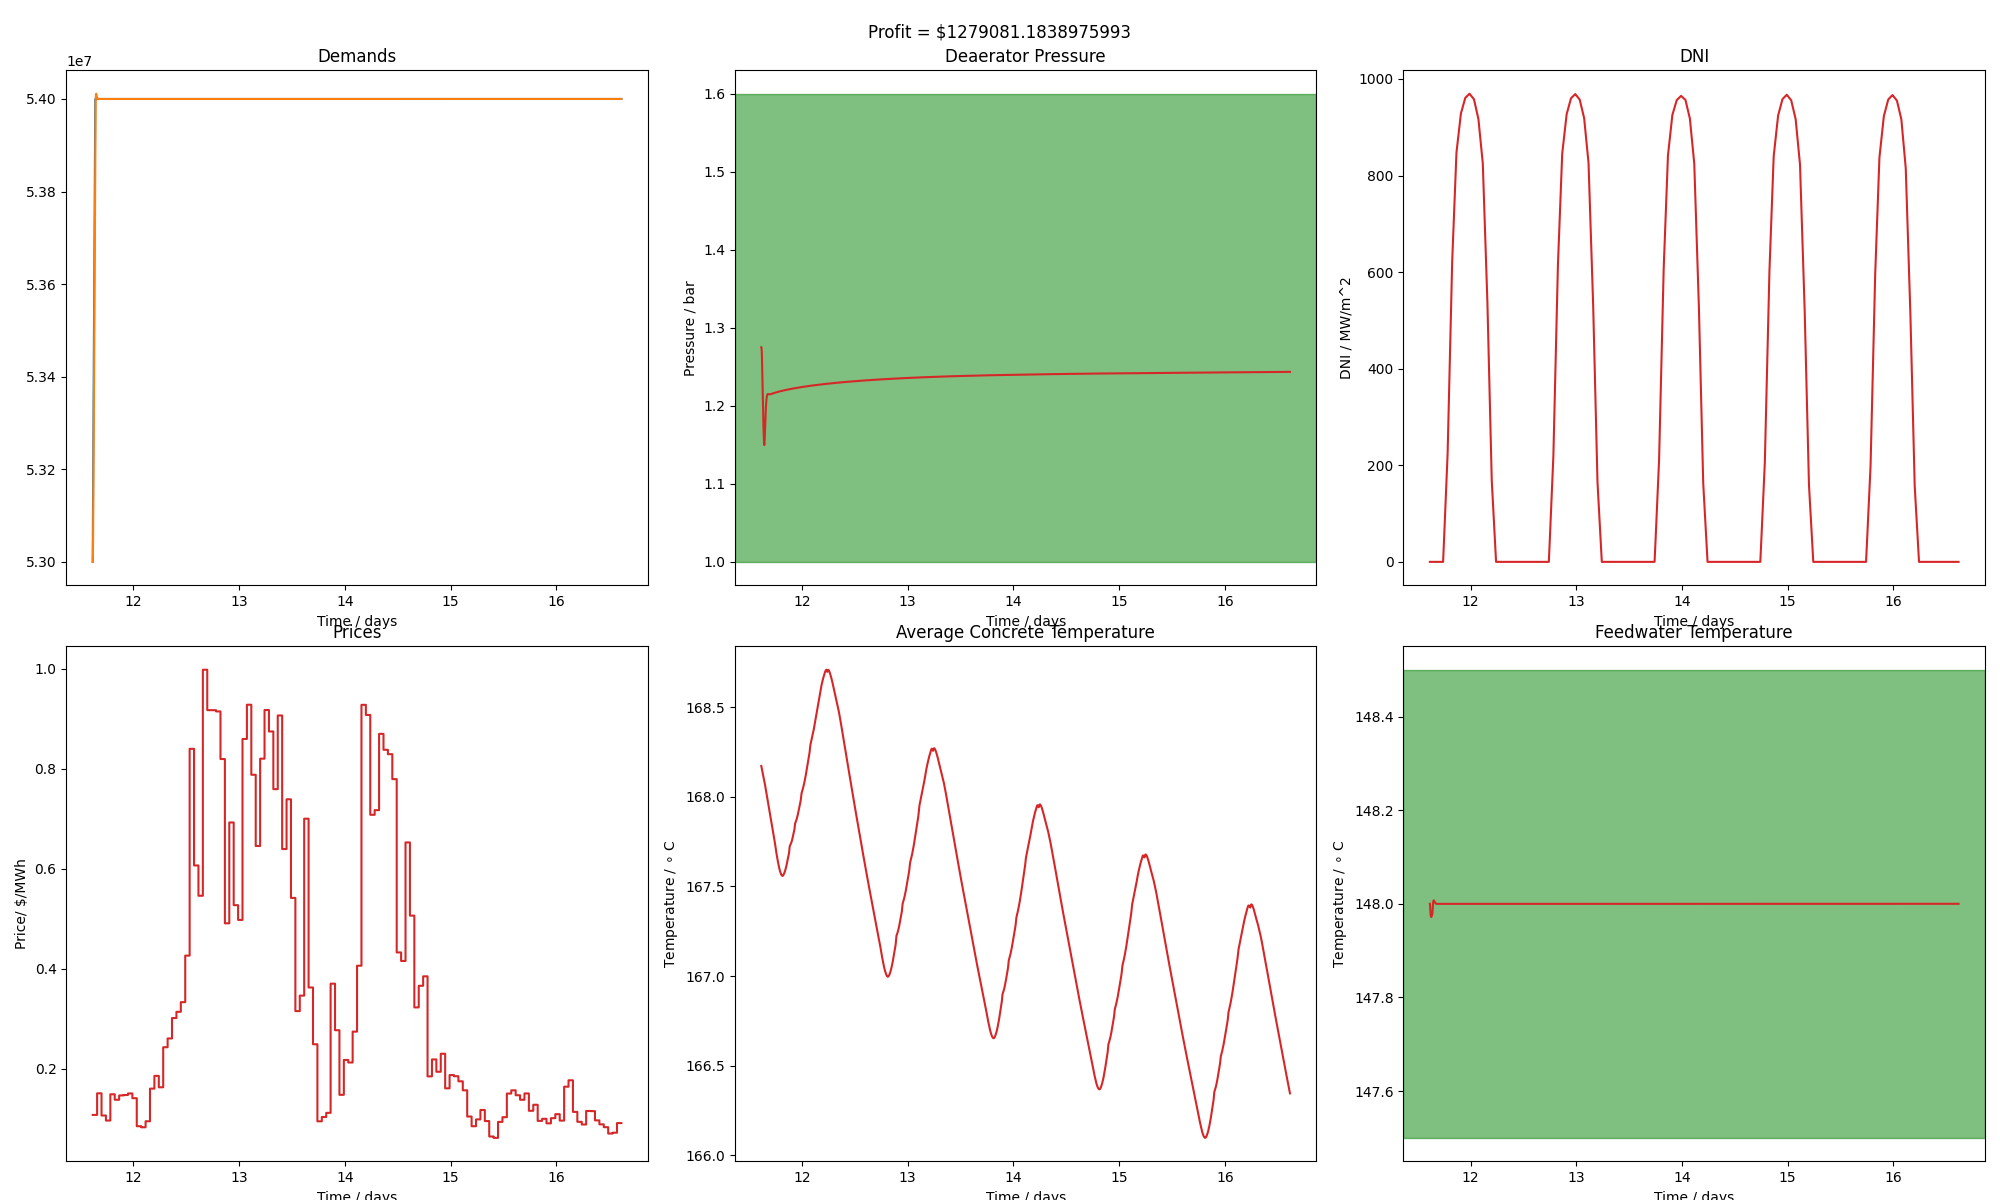 Profit = $1279081.1838975993
Demands
1e7
5.40
5.38
5.36
5.34
5.32
5.30
12 13 14 15 16
Time / days
Deaerator Pressure
Pressure / bar
1.6
1.5
1.4
1.3
1.2
1.1
1.0
12 13 14 15 16
Time / days
DNI
DNI / MW/m^2
1000
800
600
400
200
0
12 13 14 15 16
Time / days
Prices
Price/ $/MWh
1.0
0.8
0.6
0.4
0.2
12 13 14 15 16
Time / days
Average Concrete Temperature
Temperature / ∘ C
168.5
168.0
167.5
167.0
166.5
166.0
12 13 14 15 16
Time / days
Feedwater Temperature
Temperature / ∘ C
148.4
148.2
148.0
147.8
147.6
12 13 14 15 16
Time / days